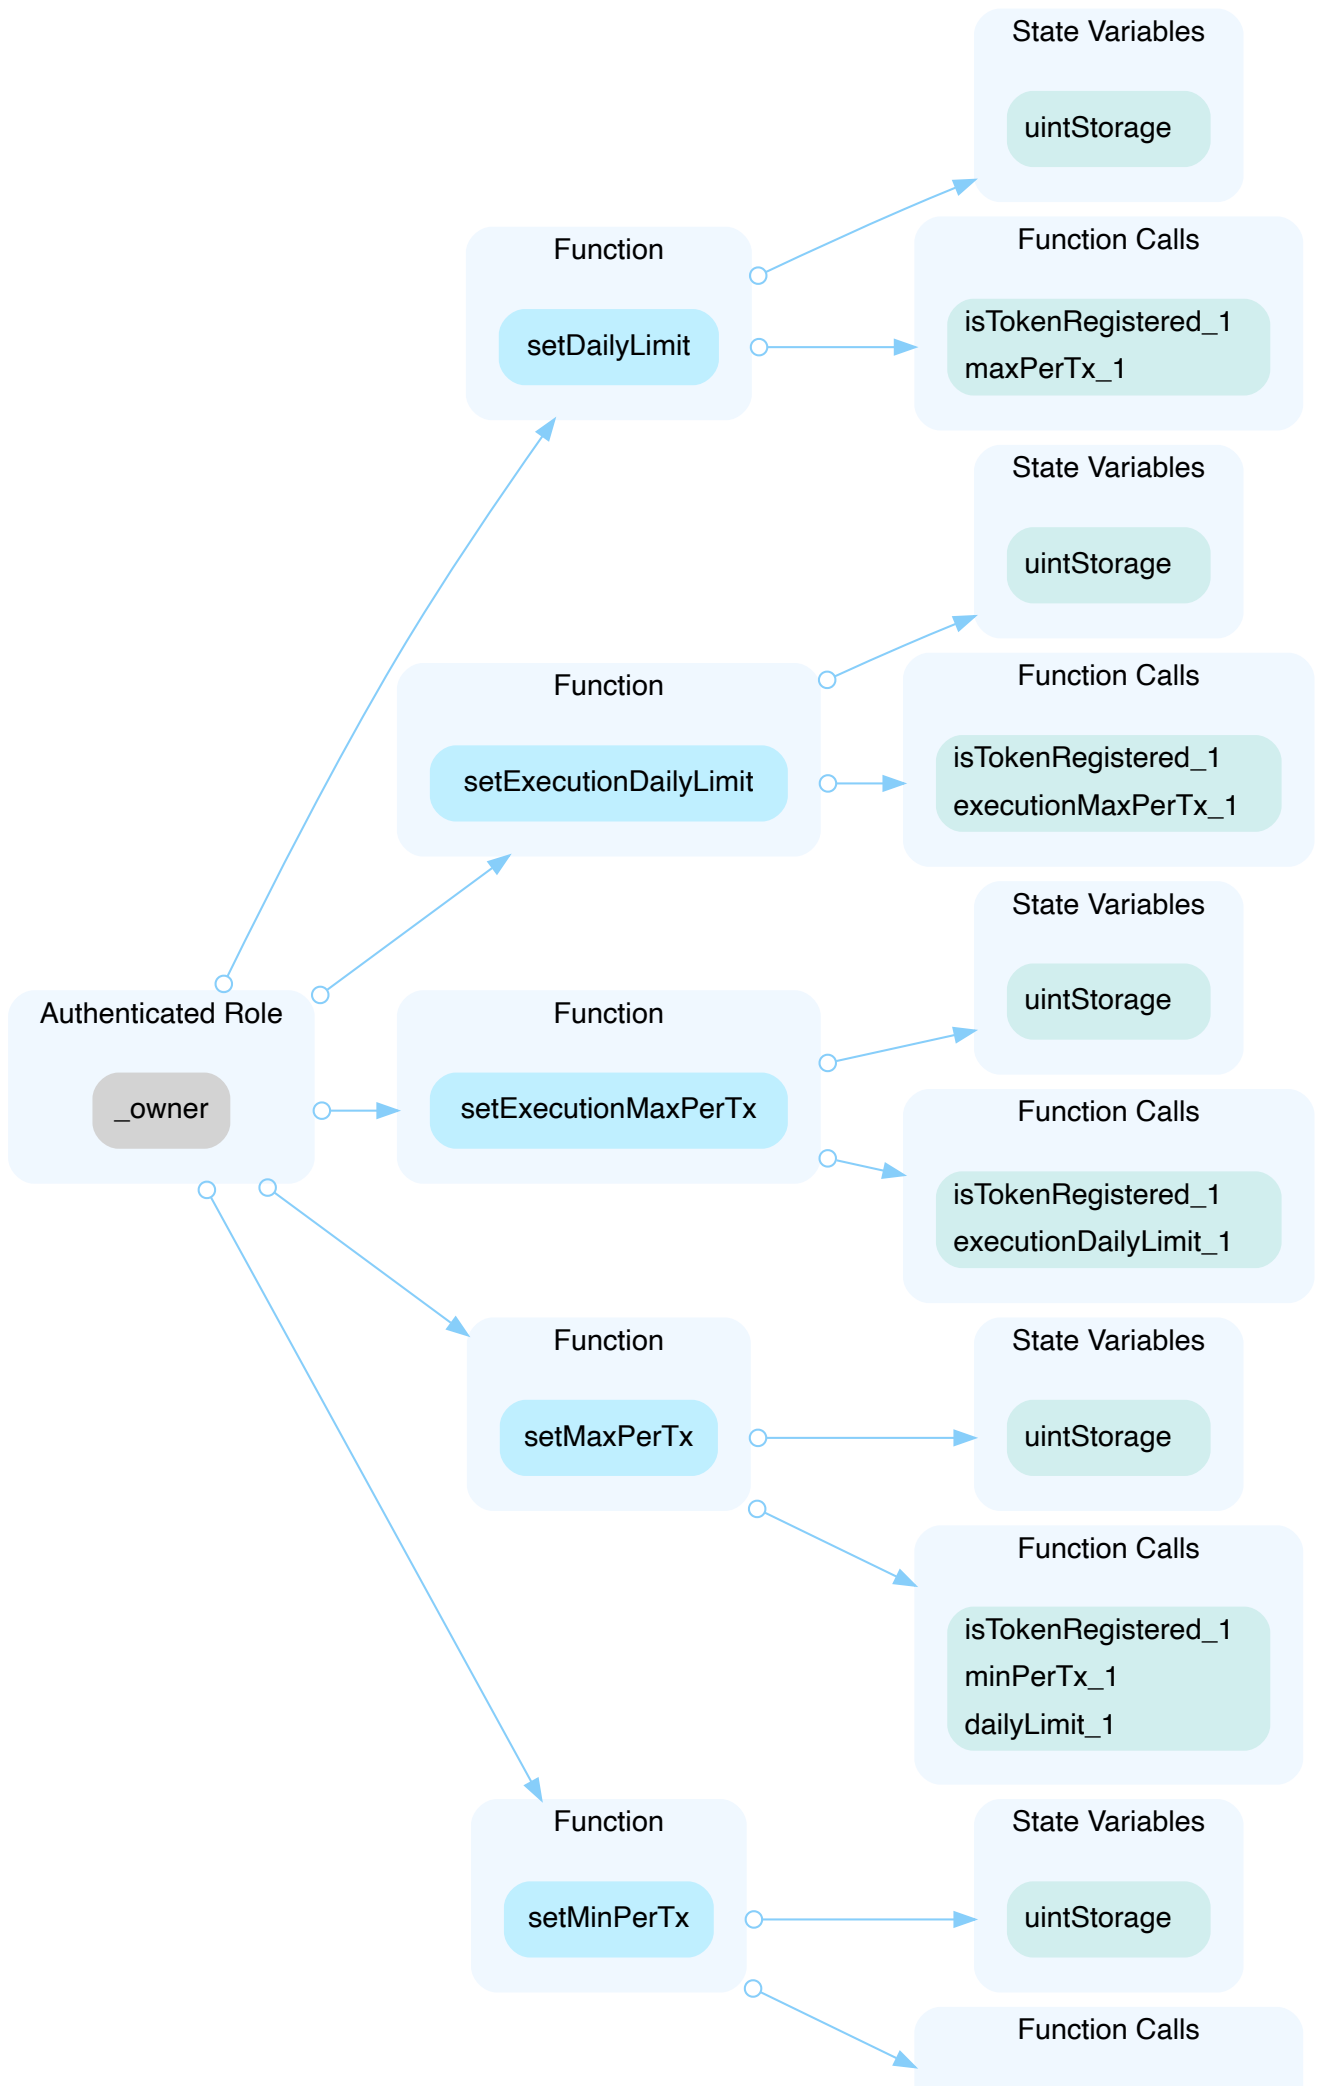 State Variables
uintStorage
Function
setDailyLimit
Function Calls
isTokenRegistered_1
maxPerTx_1
State Variables
uintStorage
Function
setExecutionDailyLimit
Function Calls
isTokenRegistered_1
executionMaxPerTx_1
Authenticated Role
_owner
Function
setExecutionMaxPerTx
State Variables
uintStorage
Function Calls
isTokenRegistered_1
executionDailyLimit_1
Function
setMaxPerTx
State Variables
uintStorage
Function Calls
isTokenRegistered_1
minPerTx_1
dailyLimit_1
Function
setMinPerTx
State Variables
uintStorage
Function Calls